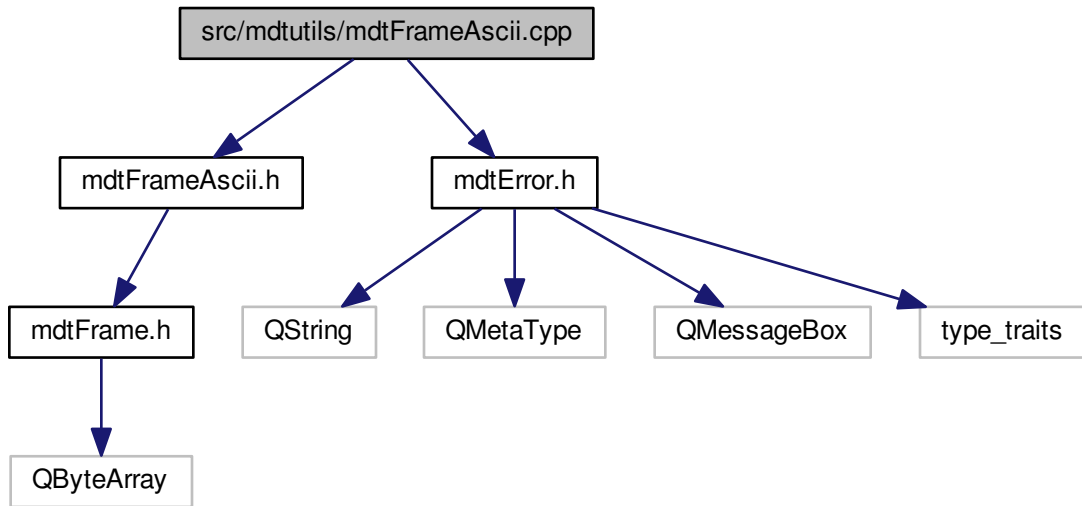 src/mdtutils/mdtFrameAscii.cpp
mdtFrameAscii.h
mdtError.h
mdtFrame.h
QString
QMetaType
QMessageBox
type_traits
QByteArray